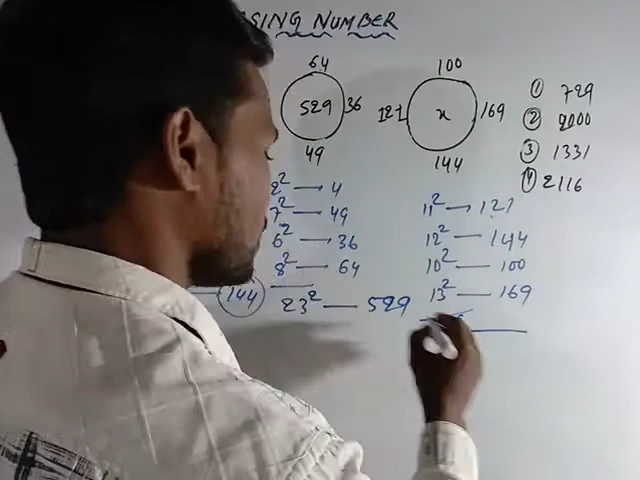 SING NUMBER
64
529 36
49
100
121 x 169
144
① 729
② 2000
③ 1331
④ 2116
2² → 4
7² → 49
6² → 36
8² — 64
144 23² — 529
11² → 121
12² — 144
10² — 100
13² — 169